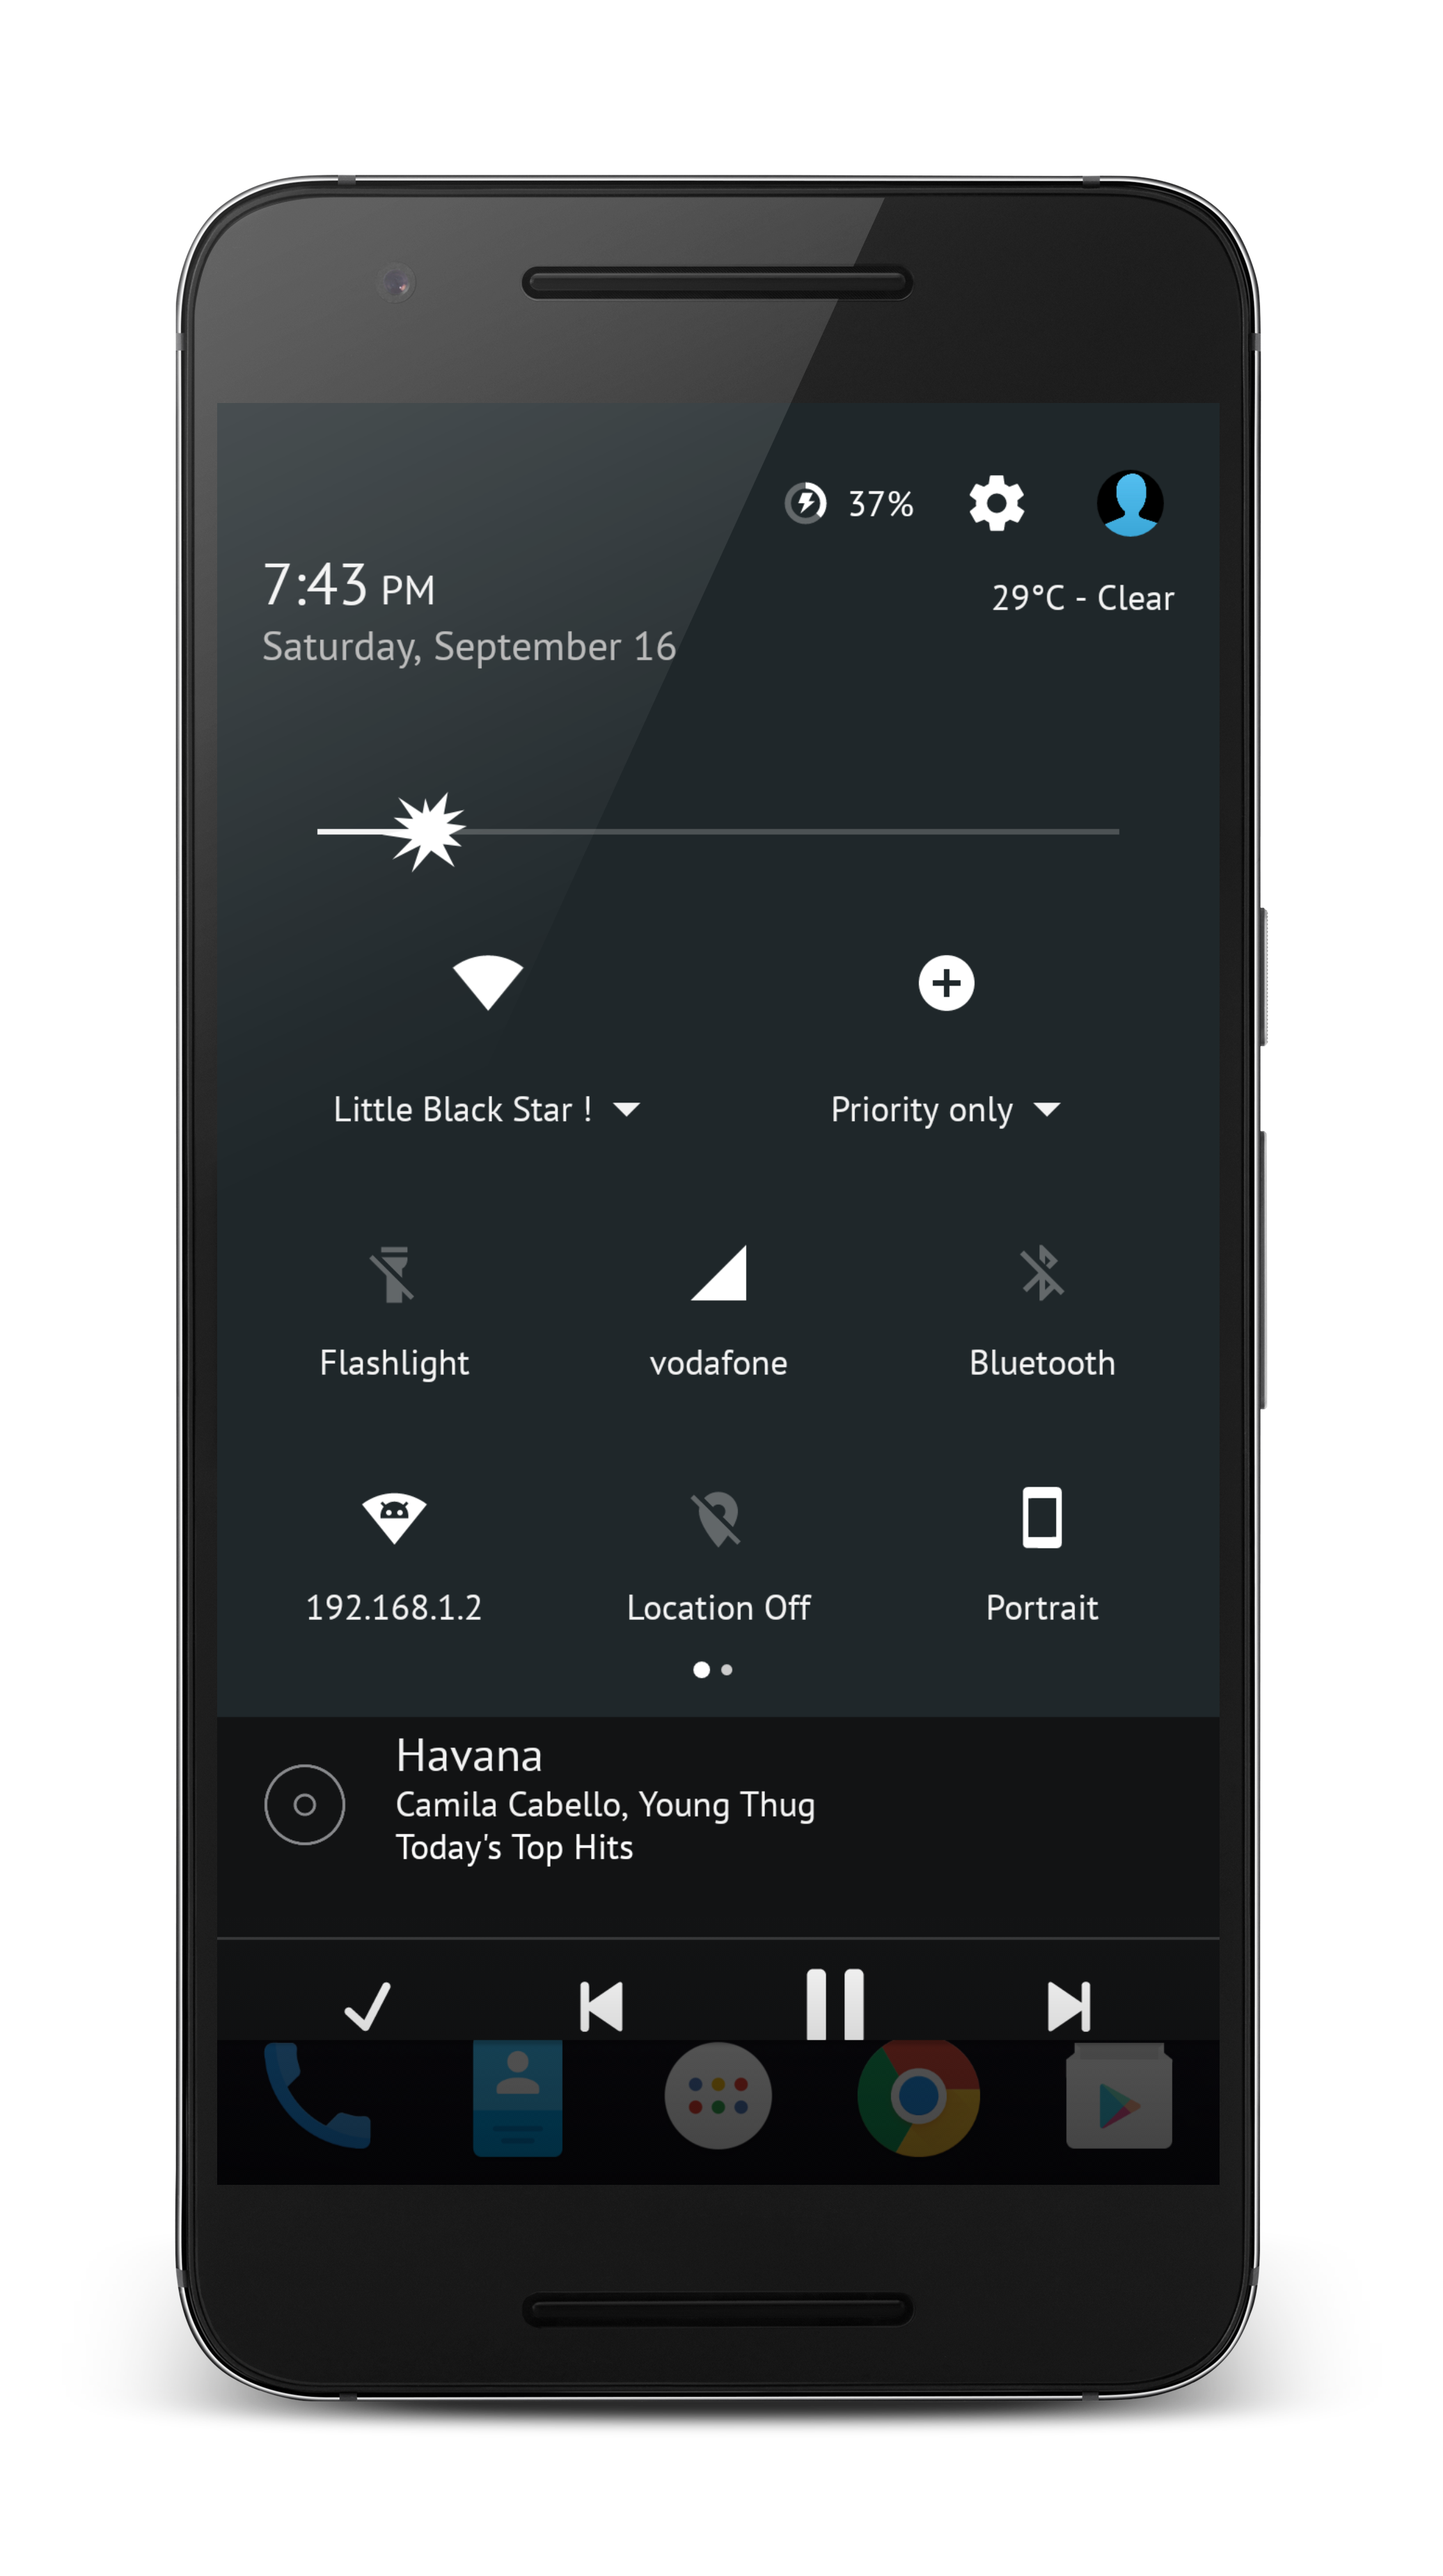 37%
7:43 PM
29°C - Clear
Saturday, September 16
Little Black Star !
Priority only
Flashlight
vodafone
Bluetooth
192.168.1.2
Location Off
Portrait
Havana
Camila Cabello, Young Thug
Today's Top Hits